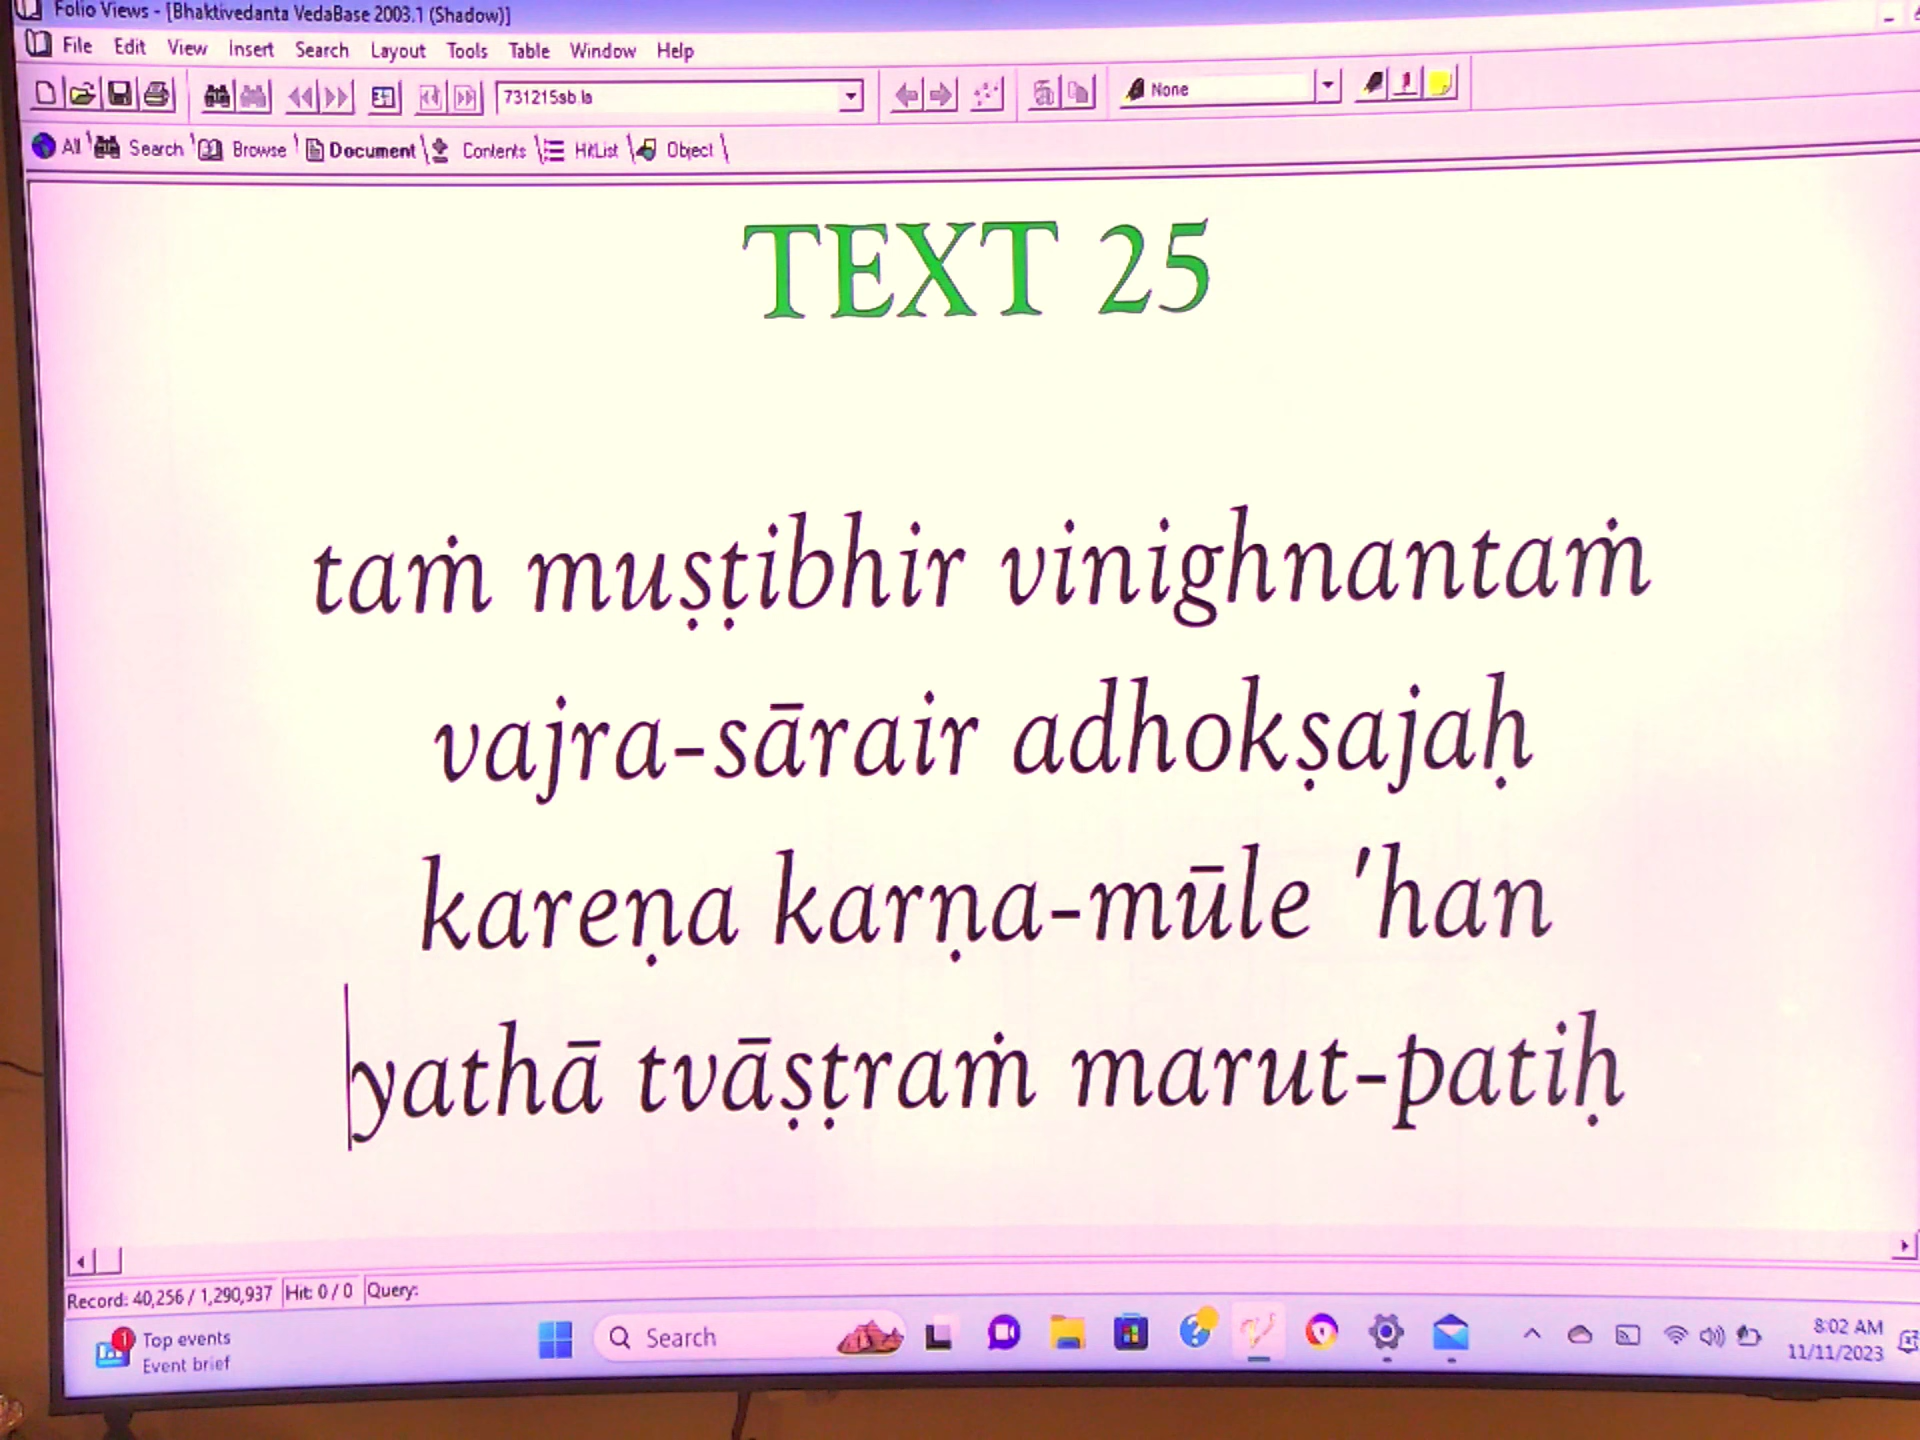 Folio Views - [Bhaktivedanta VedaBase 2003.1 (Shadow)]
File Edit View Insert Search Layout Tools Table Window Help
731215sb.la None
All Search Browse Document Contents HitList Object
TEXT 25
taṁ muṣṭibhir vinighnantaṁ
vajra-sārair adhokṣajaḥ
kareṇa karṇa-mūle 'han
yathā tvāṣṭraṁ marut-patiḥ
Record: 40,256 / 1,290,937 Hit: 0 / 0 Query:
1 Top events
Event brief
Search
8:02 AM
11/11/2023